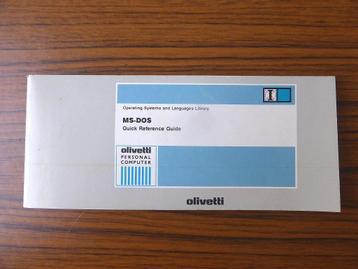 Operating Systems and Languages Library
MS-DOS
Quick Reference Guide
olivetti
PERSONAL
COMPUTER
olivetti